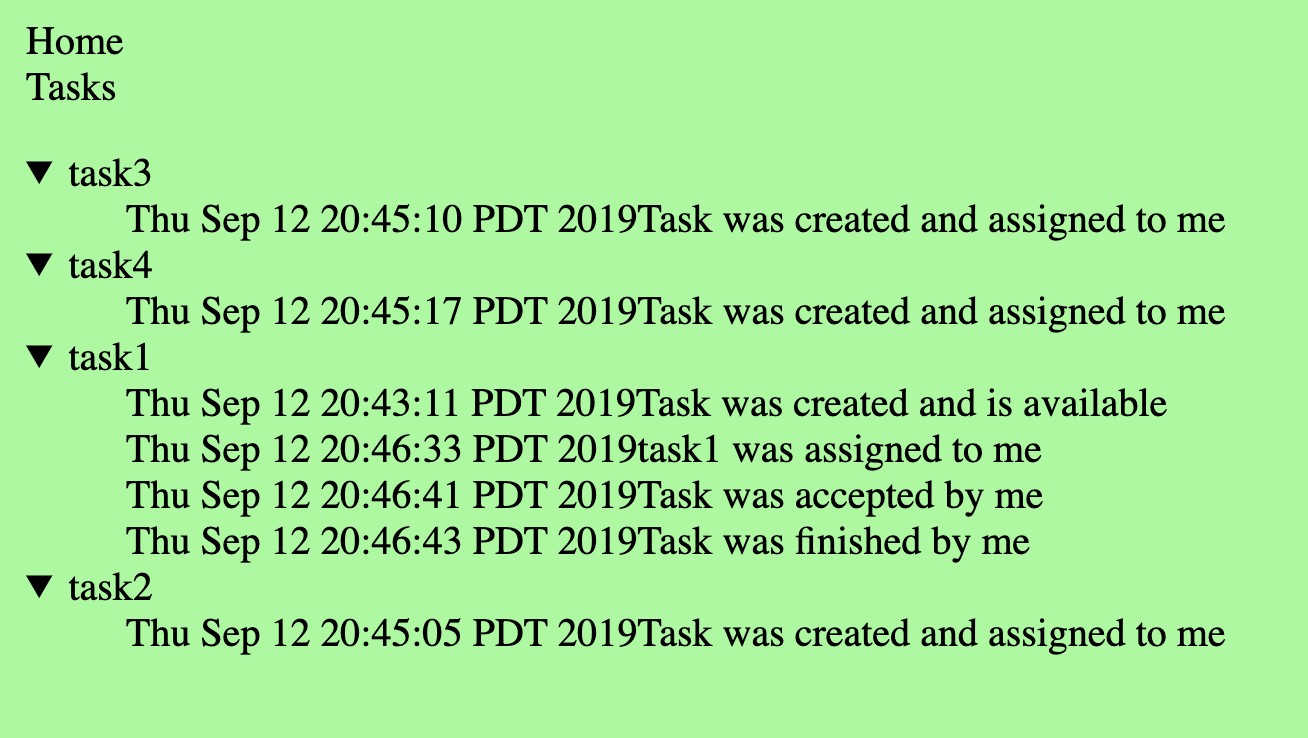 Home
Tasks
task3
Thu Sep 12 20:45:10 PDT 2019Task was created and assigned to me
task4
Thu Sep 12 20:45:17 PDT 2019Task was created and assigned to me
task1
Thu Sep 12 20:43:11 PDT 2019Task was created and is available
Thu Sep 12 20:46:33 PDT 2019task1 was assigned to me
Thu Sep 12 20:46:41 PDT 2019Task was accepted by me
Thu Sep 12 20:46:43 PDT 2019Task was finished by me
task2
Thu Sep 12 20:45:05 PDT 2019Task was created and assigned to me